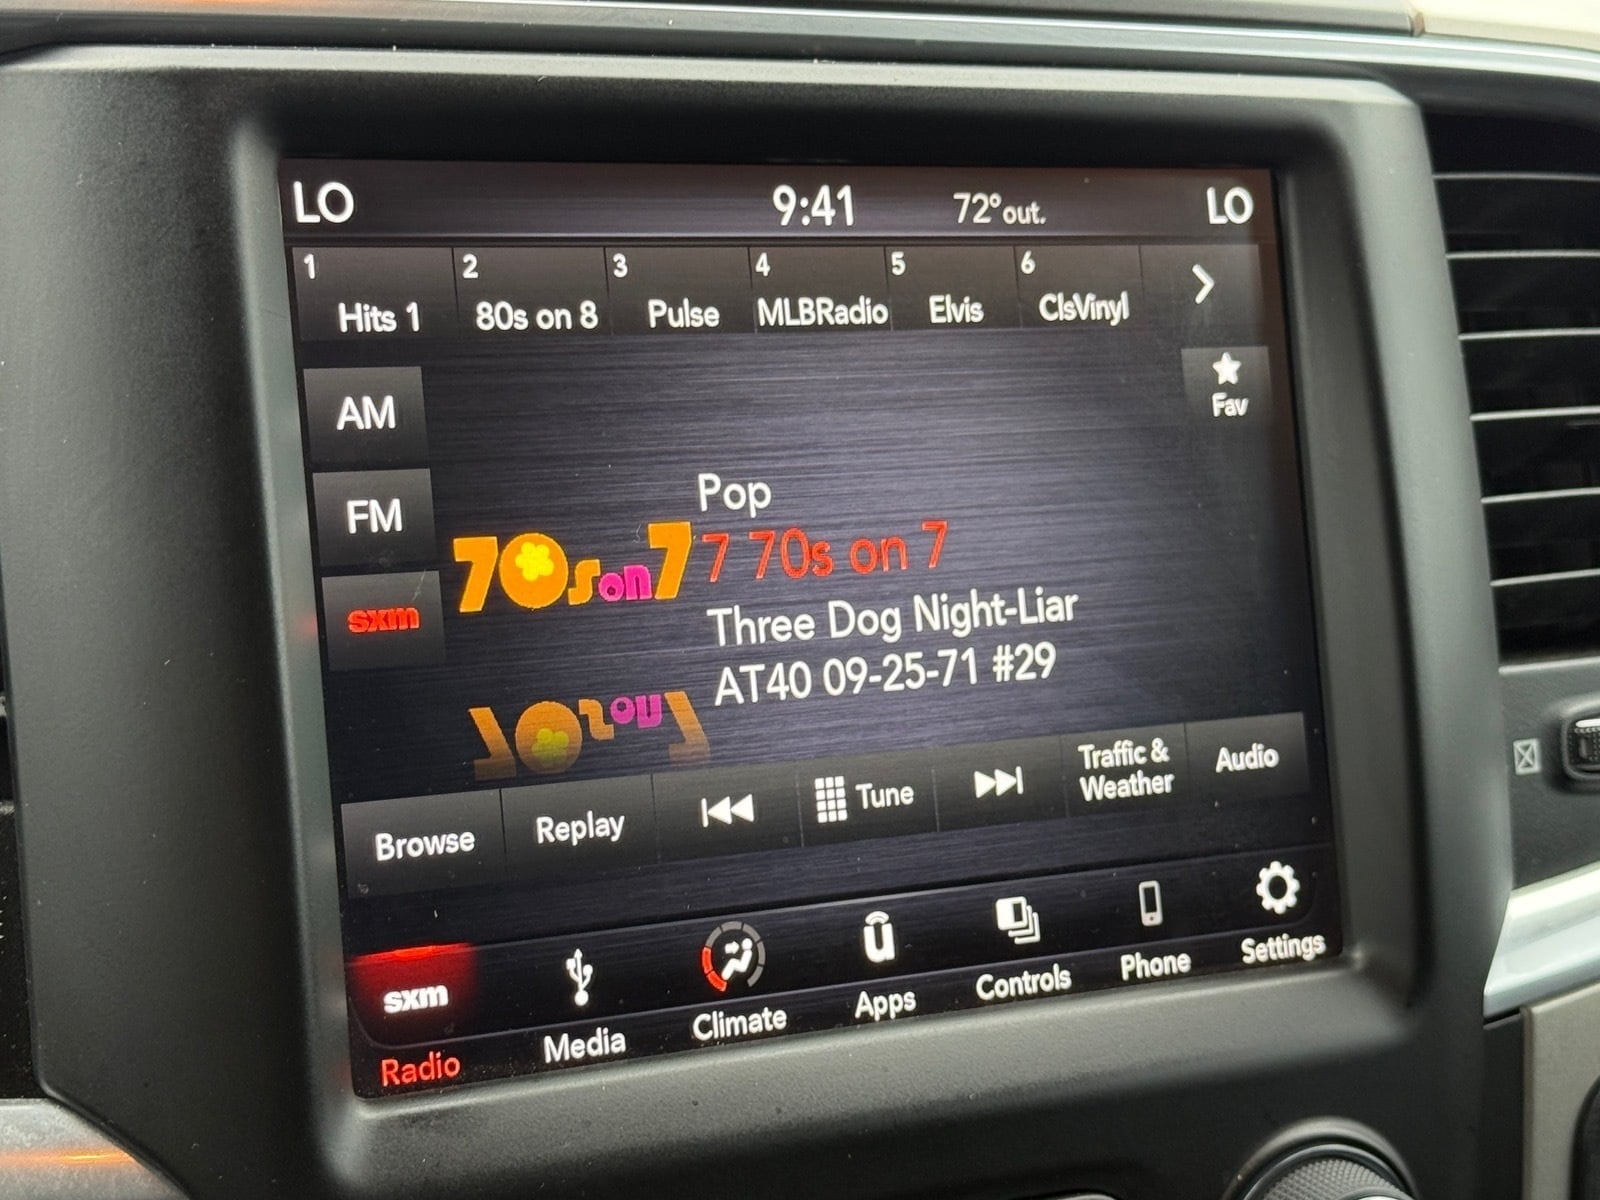 LO 9:41 72°out. LO
1 2 3 4 5 6
Hits 1 80s on 8 Pulse MLBRadio Elvis ClsVinyl
Fav
AM
FM
sxm
Pop
70s on 7
7 70s on 7
Three Dog Night-Liar
AT40 09-25-71 #29
Browse Replay Tune Traffic & Weather Audio
sxm
Radio Media Climate Apps Controls Phone Settings